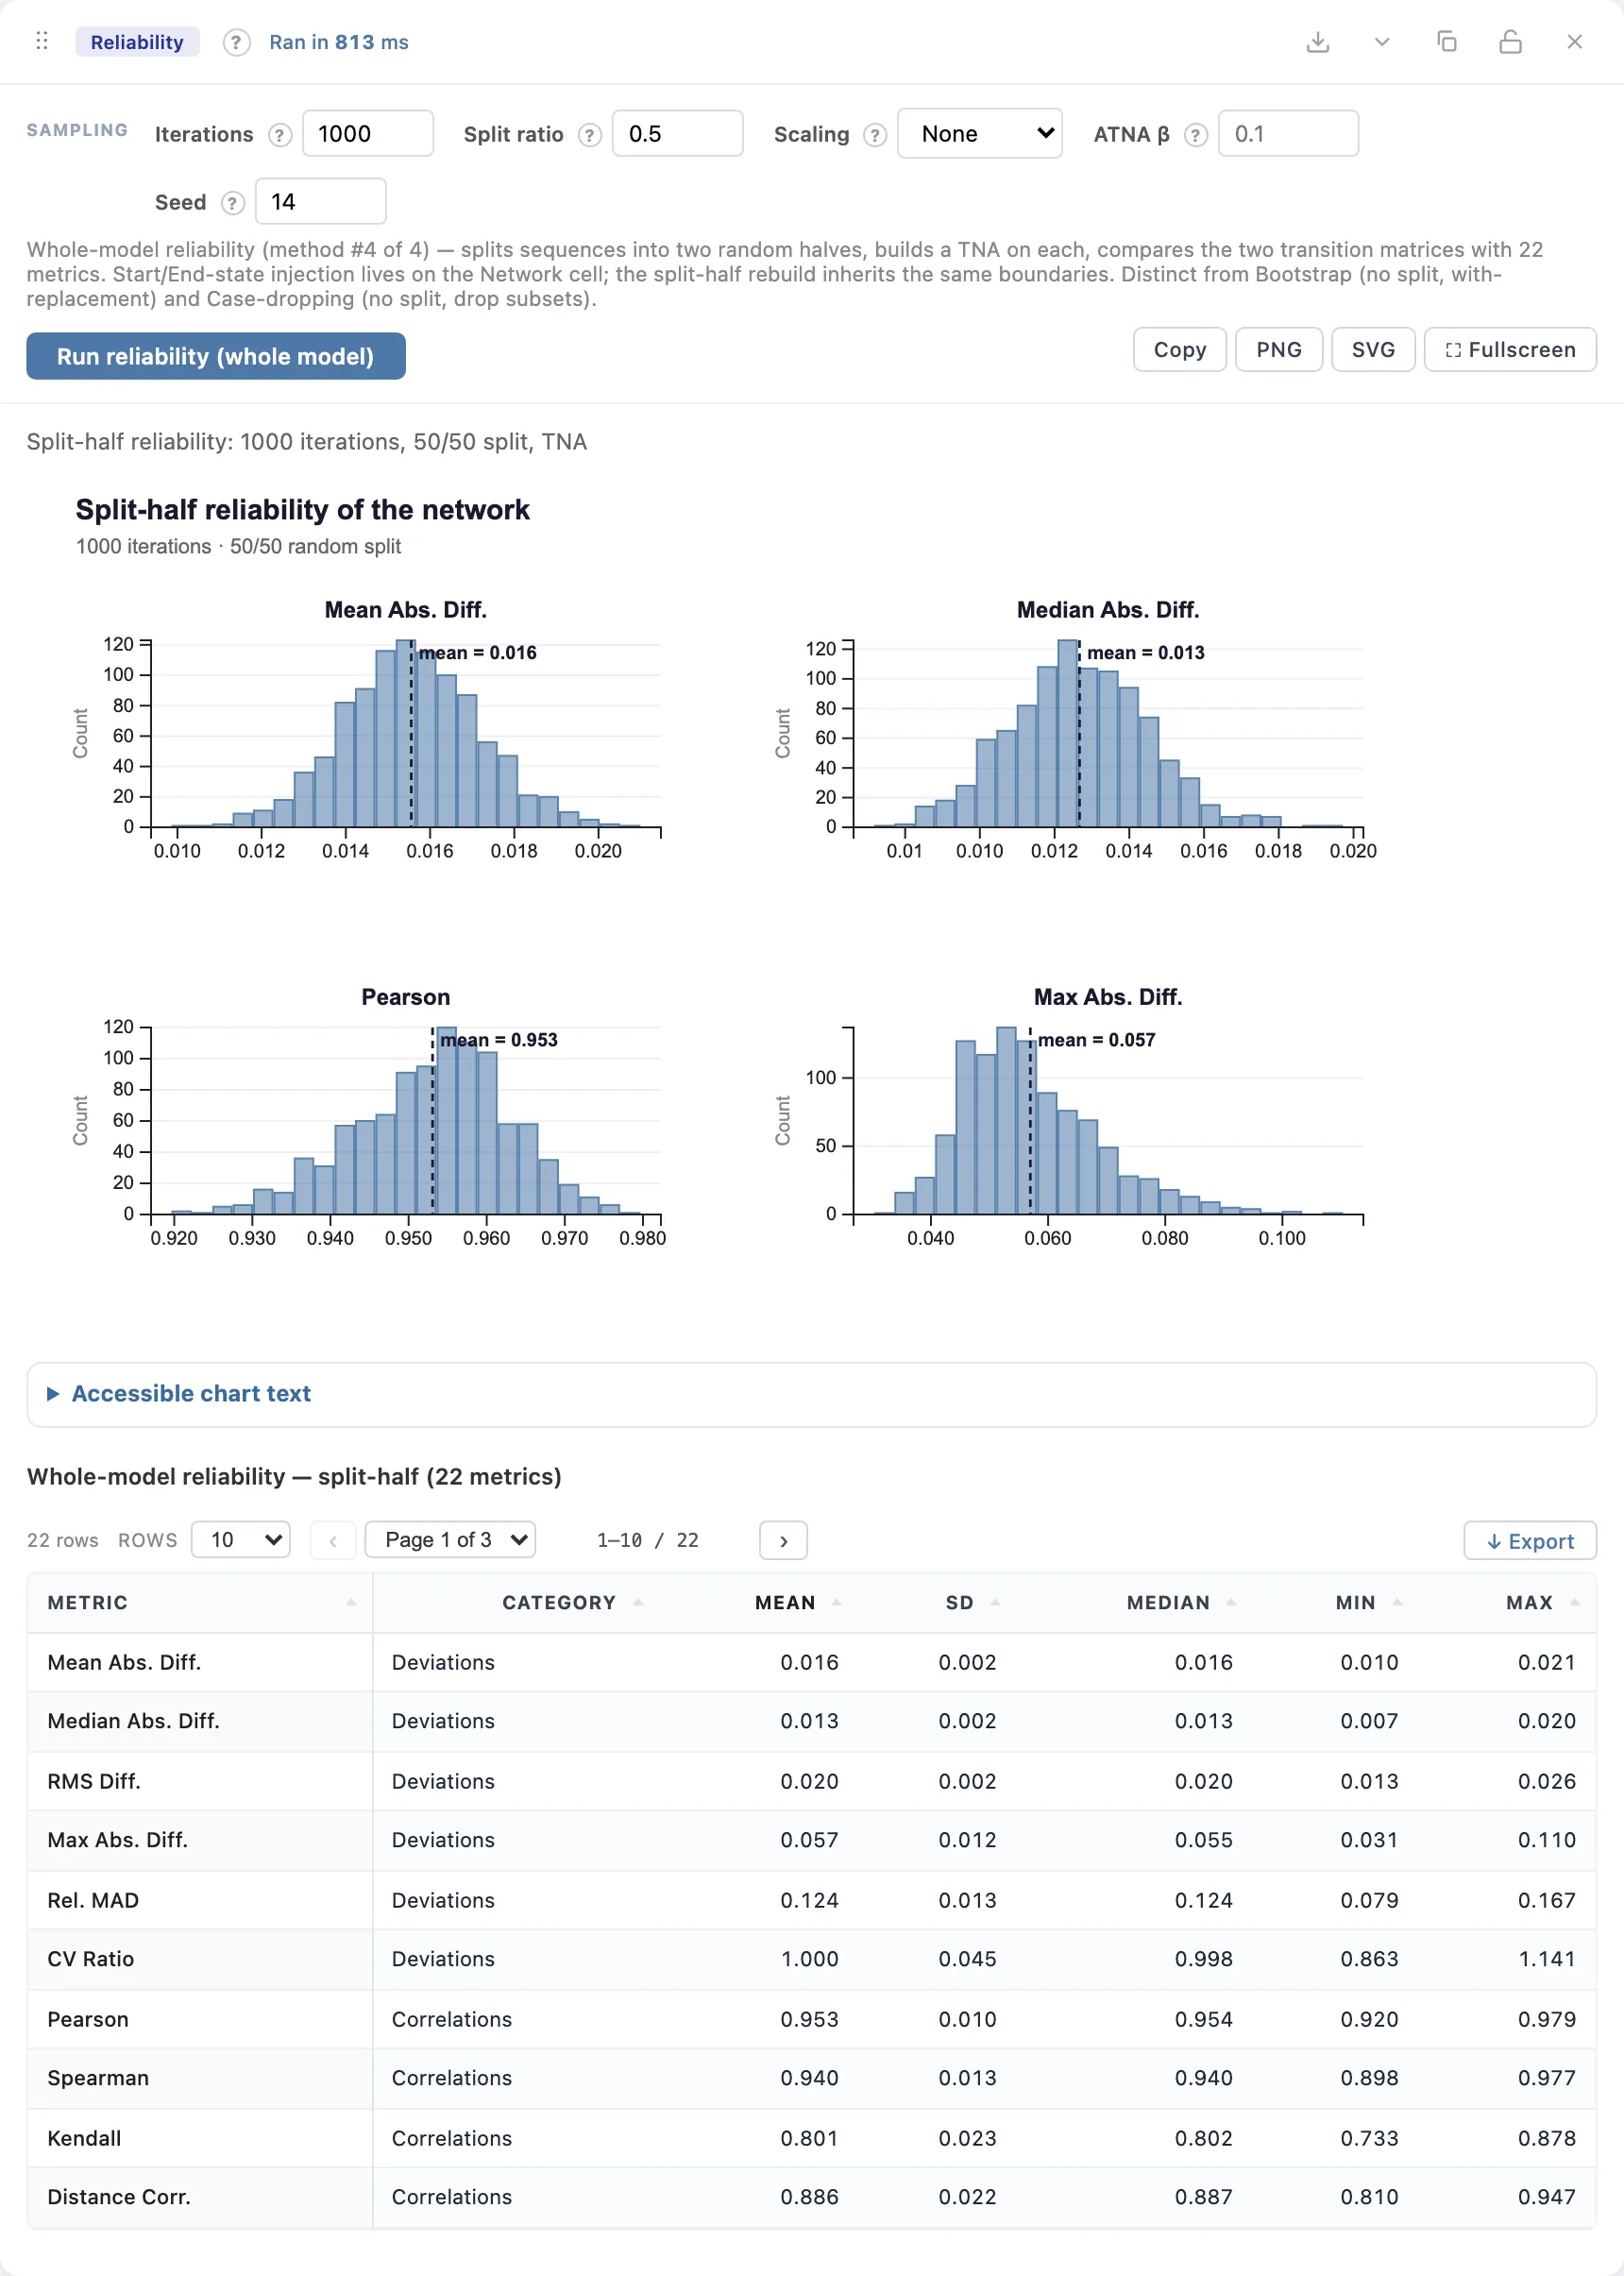 Reliability ? Ran in 813 ms
SAMPLING Iterations ? 1000 Split ratio ? 0.5 Scaling ? None ATNA β ? 0.1
Seed ? 14
Whole-model reliability (method #4 of 4) — splits sequences into two random halves, builds a TNA on each, compares the two transition matrices with 22
metrics. Start/End-state injection lives on the Network cell; the split-half rebuild inherits the same boundaries. Distinct from Bootstrap (no split, with-
replacement) and Case-dropping (no split, drop subsets).
Run reliability (whole model) Copy PNG SVG Fullscreen
Split-half reliability: 1000 iterations, 50/50 split, TNA
Split-half reliability of the network
1000 iterations · 50/50 random split
Mean Abs. Diff.
mean = 0.016
Count
120
100
80
60
40
20
0
0.010 0.012 0.014 0.016 0.018 0.020
Median Abs. Diff.
mean = 0.013
Count
120
100
80
60
40
20
0
0.01 0.010 0.012 0.014 0.016 0.018 0.020
Pearson
mean = 0.953
Count
120
100
80
60
40
20
0
0.920 0.930 0.940 0.950 0.960 0.970 0.980
Max Abs. Diff.
mean = 0.057
Count
100
50
0
0.040 0.060 0.080 0.100
Accessible chart text
Whole-model reliability — split-half (22 metrics)
22 rows ROWS 10 ‹ Page 1 of 3 1–10 / 22 › ↓ Export
METRIC CATEGORY MEAN SD MEDIAN MIN MAX
Mean Abs. Diff. Deviations 0.016 0.002 0.016 0.010 0.021
Median Abs. Diff. Deviations 0.013 0.002 0.013 0.007 0.020
RMS Diff. Deviations 0.020 0.002 0.020 0.013 0.026
Max Abs. Diff. Deviations 0.057 0.012 0.055 0.031 0.110
Rel. MAD Deviations 0.124 0.013 0.124 0.079 0.167
CV Ratio Deviations 1.000 0.045 0.998 0.863 1.141
Pearson Correlations 0.953 0.010 0.954 0.920 0.979
Spearman Correlations 0.940 0.013 0.940 0.898 0.977
Kendall Correlations 0.801 0.023 0.802 0.733 0.878
Distance Corr. Correlations 0.886 0.022 0.887 0.810 0.947